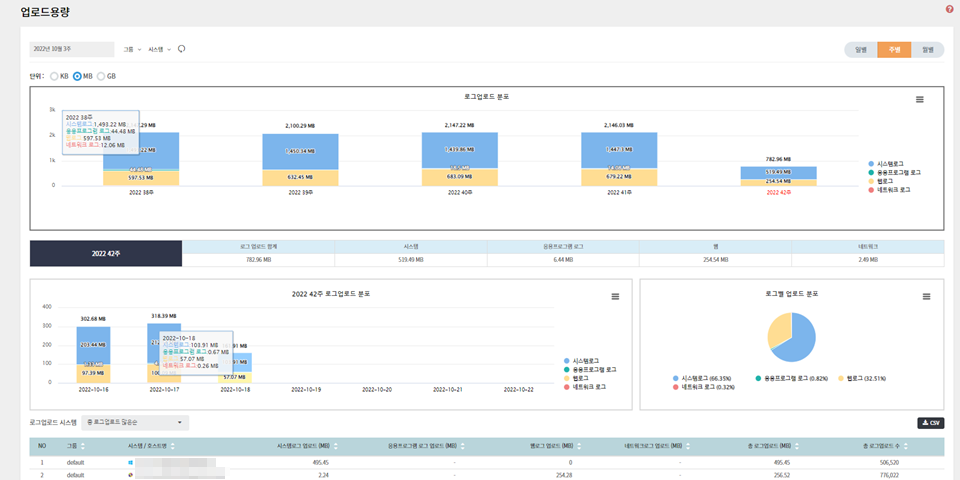 업로드용량
2022년 10월 3주 그룹 시스템 일별 주별 월별
단위 : KB MB GB
로그업로드 분포
3k
2k
1k
0
2022 38주
시스템로그:1,493.22 MB
응용프로그램 로그:44.48 MB
597.53 MB
네트워크 로그:12.06 MB
2,100.29 MB
2,147.22 MB
2,146.03 MB
782.96 MB
1,450.34 MB
1,439.86 MB
1,447.3 MB
519.49 MB
597.53 MB
632.45 MB
683.09 MB
679.22 MB
254.54 MB
2022 38주
2022 39주
2022 40주
2022 41주
2022 42주
시스템로그
응용프로그램 로그
웹로그
네트워크 로그
2022 42주
로그 업로드 합계 시스템 응용프로그램 로그 웹 네트워크
782.96 MB 519.49 MB 6.44 MB 254.54 MB 2.49 MB
2022 42주 로그업로드 분포
400
300
200
100
0
302.68 MB
318.39 MB
203.44 MB
97.39 MB
2022-10-18
103.91 MB
응용프로그램 로그:0.67 MB
57.07 MB
네트워크 로그:0.26 MB
57.07 MB
2022-10-16
2022-10-17
2022-10-18
2022-10-19
2022-10-20
2022-10-21
2022-10-22
시스템로그
응용프로그램 로그
웹로그
네트워크 로그
로그별 업로드 분포
시스템로그 (66.35%) 응용프로그램 로그 (0.82%) 웹로그 (32.51%)
네트워크 로그 (0.32%)
로그업로드 시스템 총 로그업로드 많은순 CSV
NO 그룹 시스템 / 호스트명 시스템로그 업로드 (MB) 응용프로그램 로그 업로드 (MB) 웹로그 업로드 (MB) 네트워크로그 업로드 (MB) 총 로그업로드 (MB) 총 로그업로드 수
1 default 495.45 - 0 - 495.45 506,520
2 default 2.24 - 254.28 - 256.52 776,022